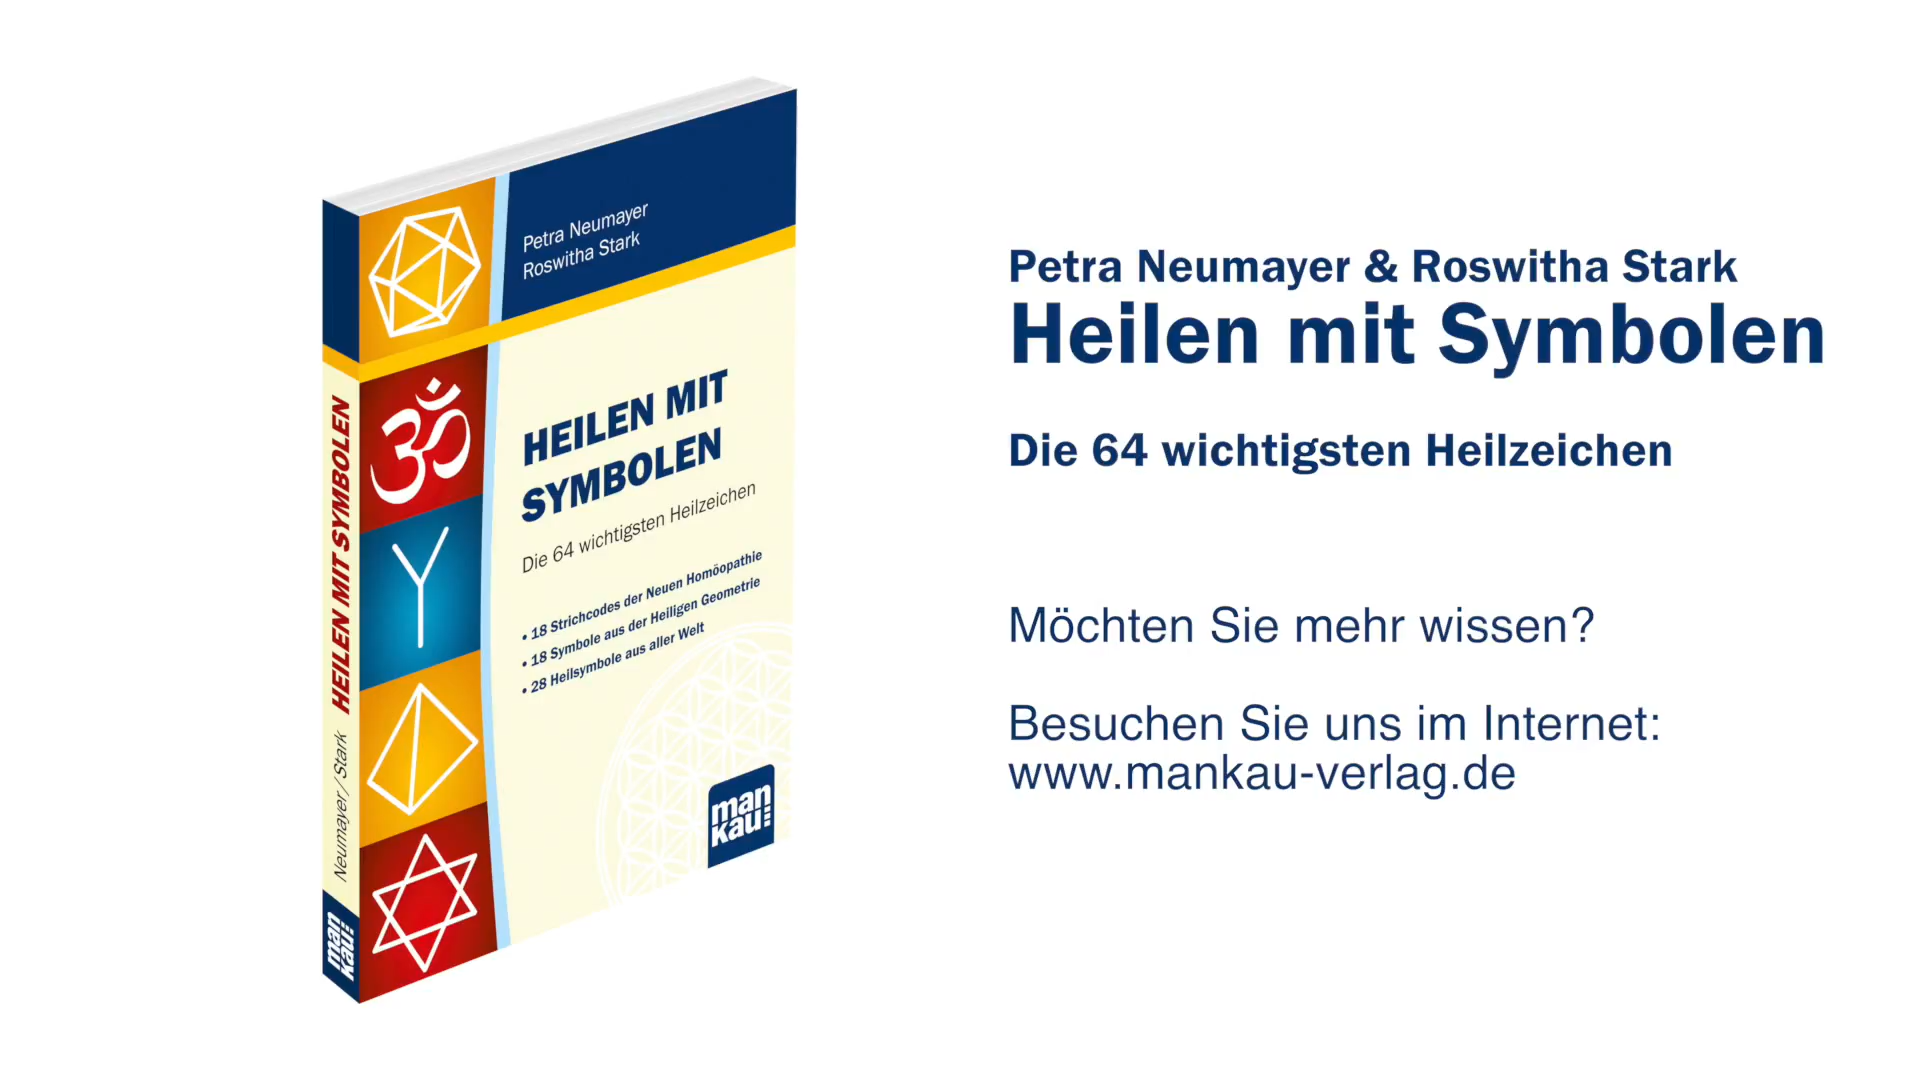 Petra Neumayer
Roswitha Stark
HEILEN MIT
SYMBOLEN
Die 64 wichtigsten Heilzeichen
• 18 Strichcodes der Neuen Homöopathie
• 18 Symbole aus der Heiligen Geometrie
• 28 Heilsymbole aus aller Welt
man
kau
Neumayer / Stark HEILEN MIT SYMBOLEN
man
kau
ॐ
Petra Neumayer & Roswitha Stark
Heilen mit Symbolen
Die 64 wichtigsten Heilzeichen
Möchten Sie mehr wissen?
Besuchen Sie uns im Internet:
www.mankau-verlag.de